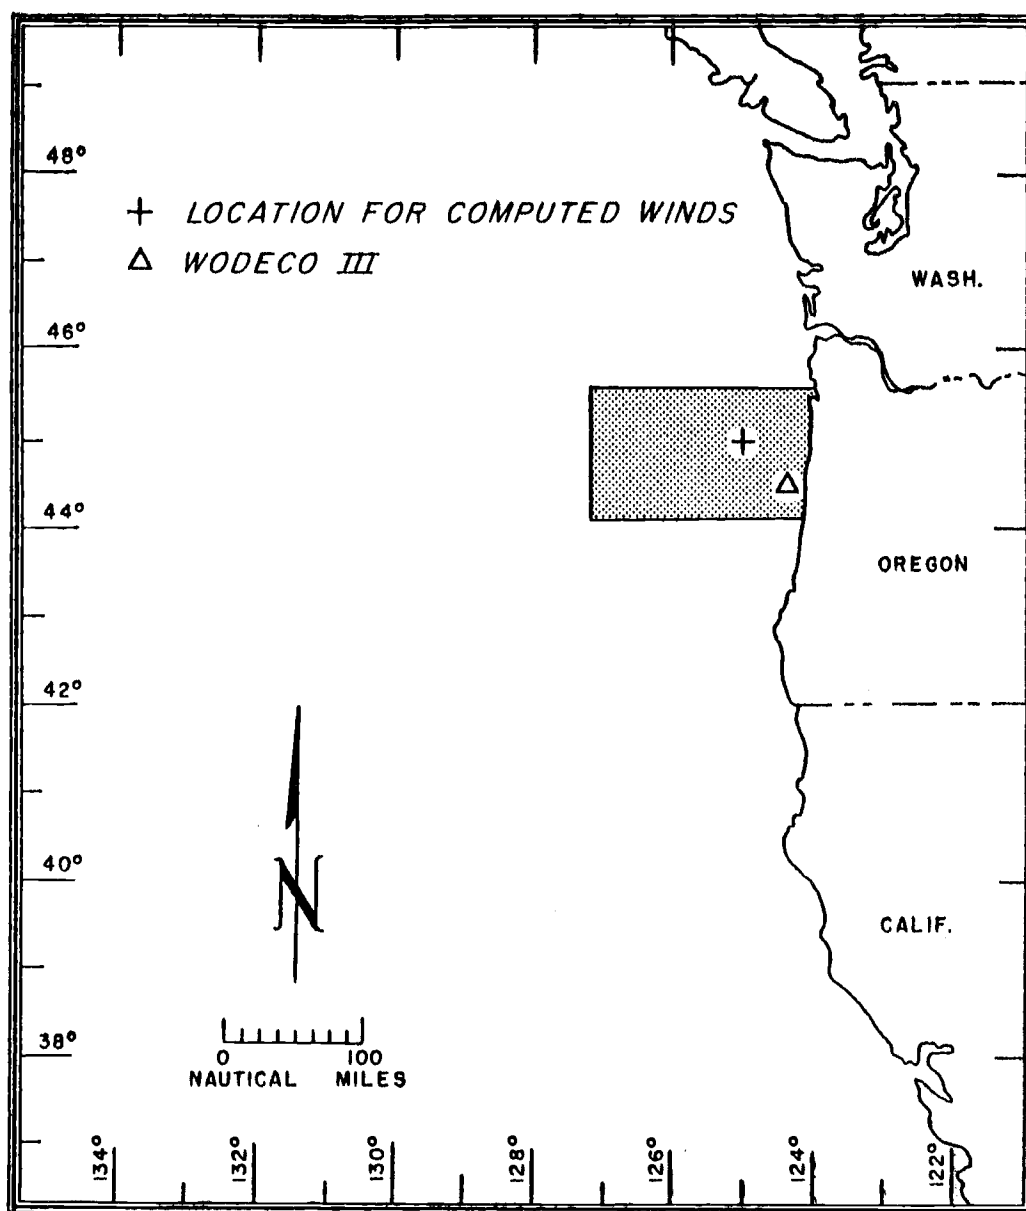 48°
+ LOCATION FOR COMPUTED WINDS
△ WODECO III
WASH.
46°
44°
OREGON
42°
40°
N
CALIF.
38°
0 100
NAUTICAL MILES
134° 132° 130° 128° 126° 124° 122°